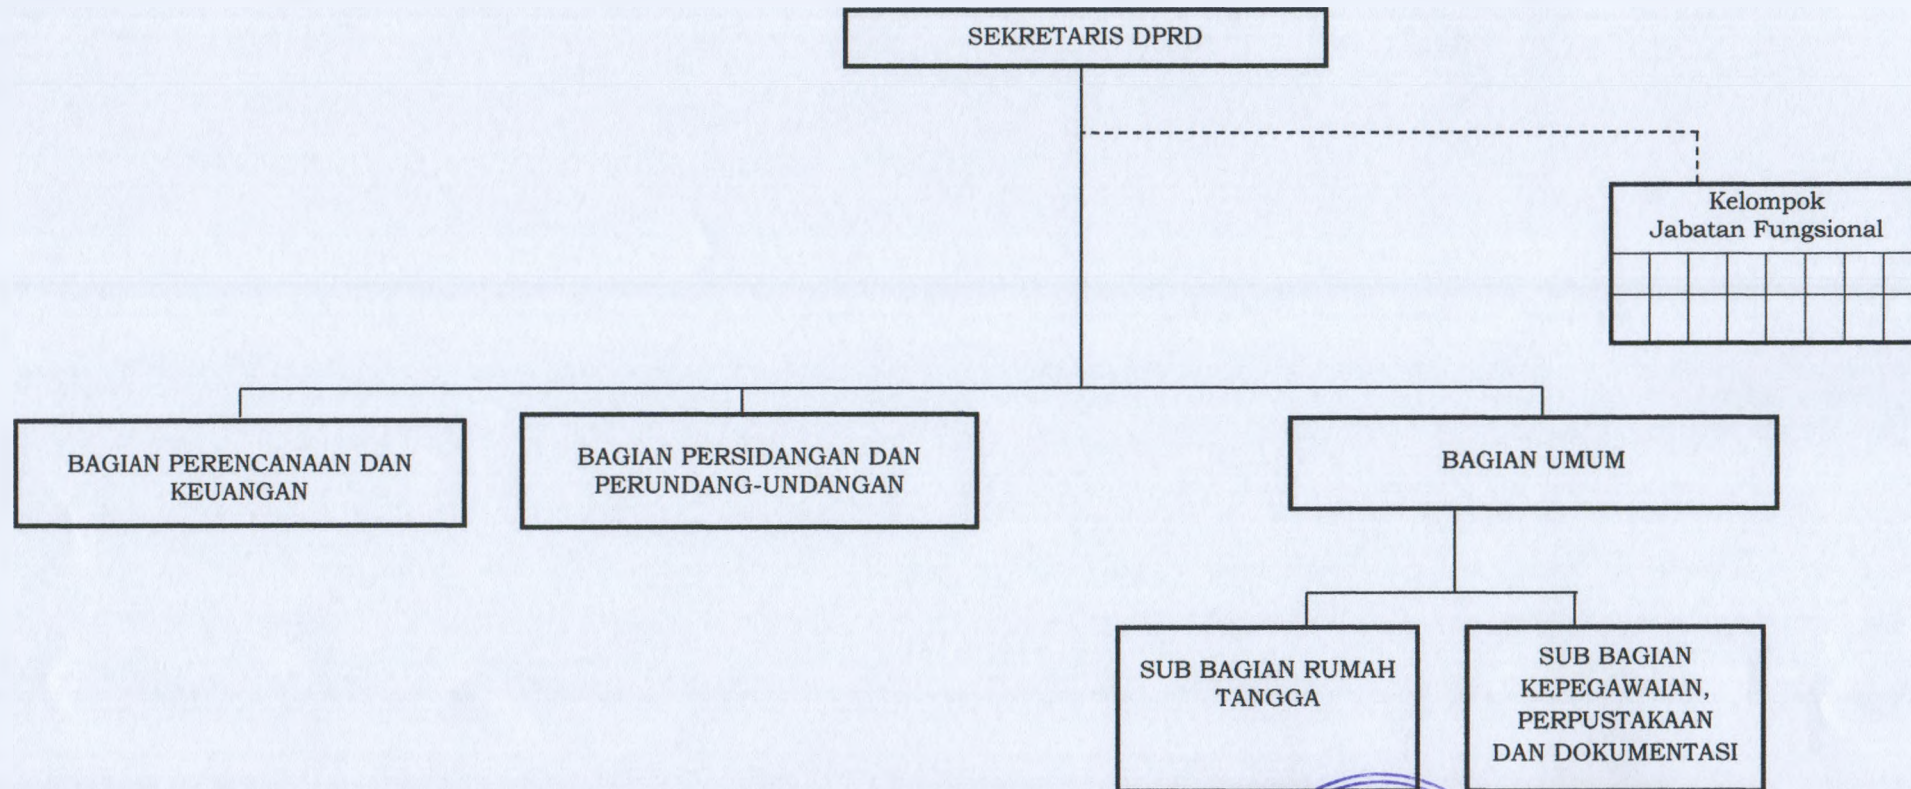 SEKRETARIS DPRD
Kelompok
Jabatan Fungsional
BAGIAN PERENCANAAN DAN
KEUANGAN
BAGIAN PERSIDANGAN DAN
PERUNDANG-UNDANGAN
BAGIAN UMUM
SUB BAGIAN RUMAH
TANGGA
SUB BAGIAN
KEPEGAWAIAN,
PERPUSTAKAAN
DAN DOKUMENTASI